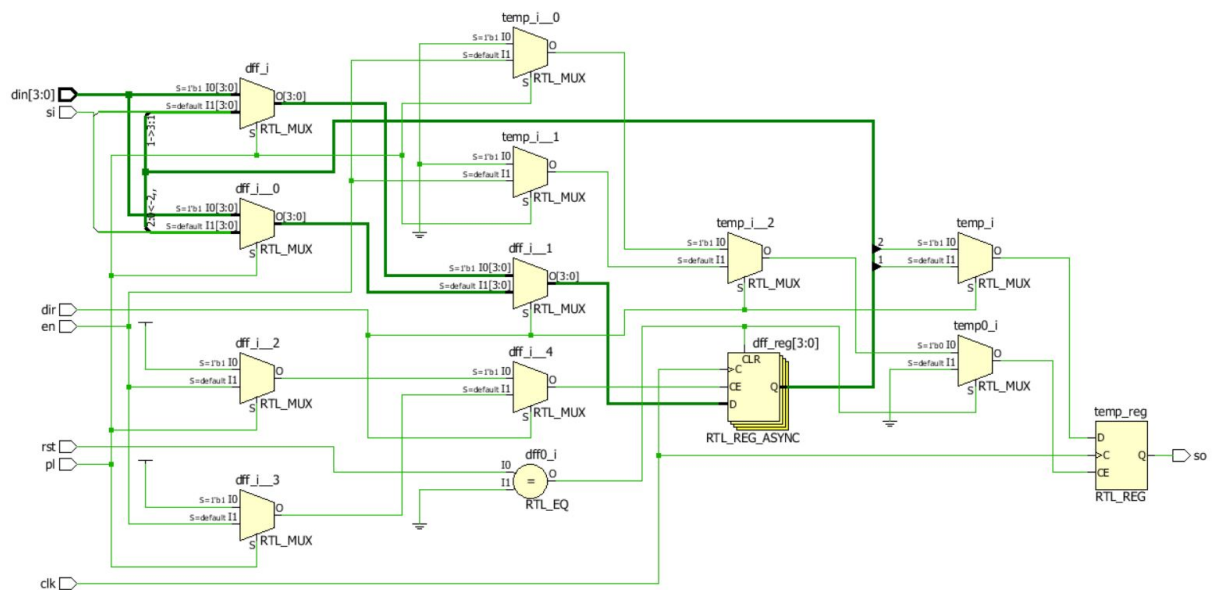 temp_i__0
S=1'b1 I0
S=default I1
O
S
RTL_MUX
dff_i
din[3:0]
S=1'b1 I0[3:0]
si
S=default I1[3:0]
O[3:0]
S
RTL_MUX
1->3:1
temp_i__1
S=1'b1 I0
S=default I1
O
S
RTL_MUX
dff_i__0
S=1'b1 I0[3:0]
S=default I1[3:0]
O[3:0]
S
RTL_MUX
temp_i__2
S=1'b1 I0
S=default I1
O
S
RTL_MUX
temp_i
2
1
S=1'b1 I0
S=default I1
O
S
RTL_MUX
dff_i__1
S=1'b1 I0[3:0]
S=default I1[3:0]
O[3:0]
S
RTL_MUX
dir
en
dff_i__2
S=1'b1 I0
S=default I1
O
S
RTL_MUX
dff_i__4
S=1'b1 I0
S=default I1
O
S
RTL_MUX
dff_reg[3:0]
CLR
C
CE
D
Q
RTL_REG_ASYNC
temp0_i
S=1'b0 I0
S=default I1
O
S
RTL_MUX
temp_reg
D
C
CE
Q
RTL_REG
so
rst
pl
dff0_i
I0
I1
=
O
RTL_EQ
dff_i__3
S=1'b1 I0
S=default I1
O
S
RTL_MUX
clk